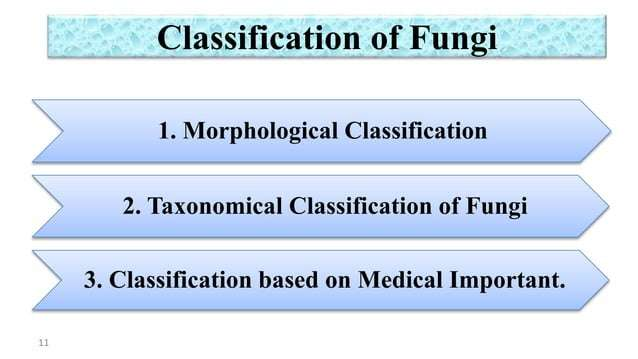 Classification of Fungi
1. Morphological Classification
2. Taxonomical Classification of Fungi
3. Classification based on Medical Important.
11